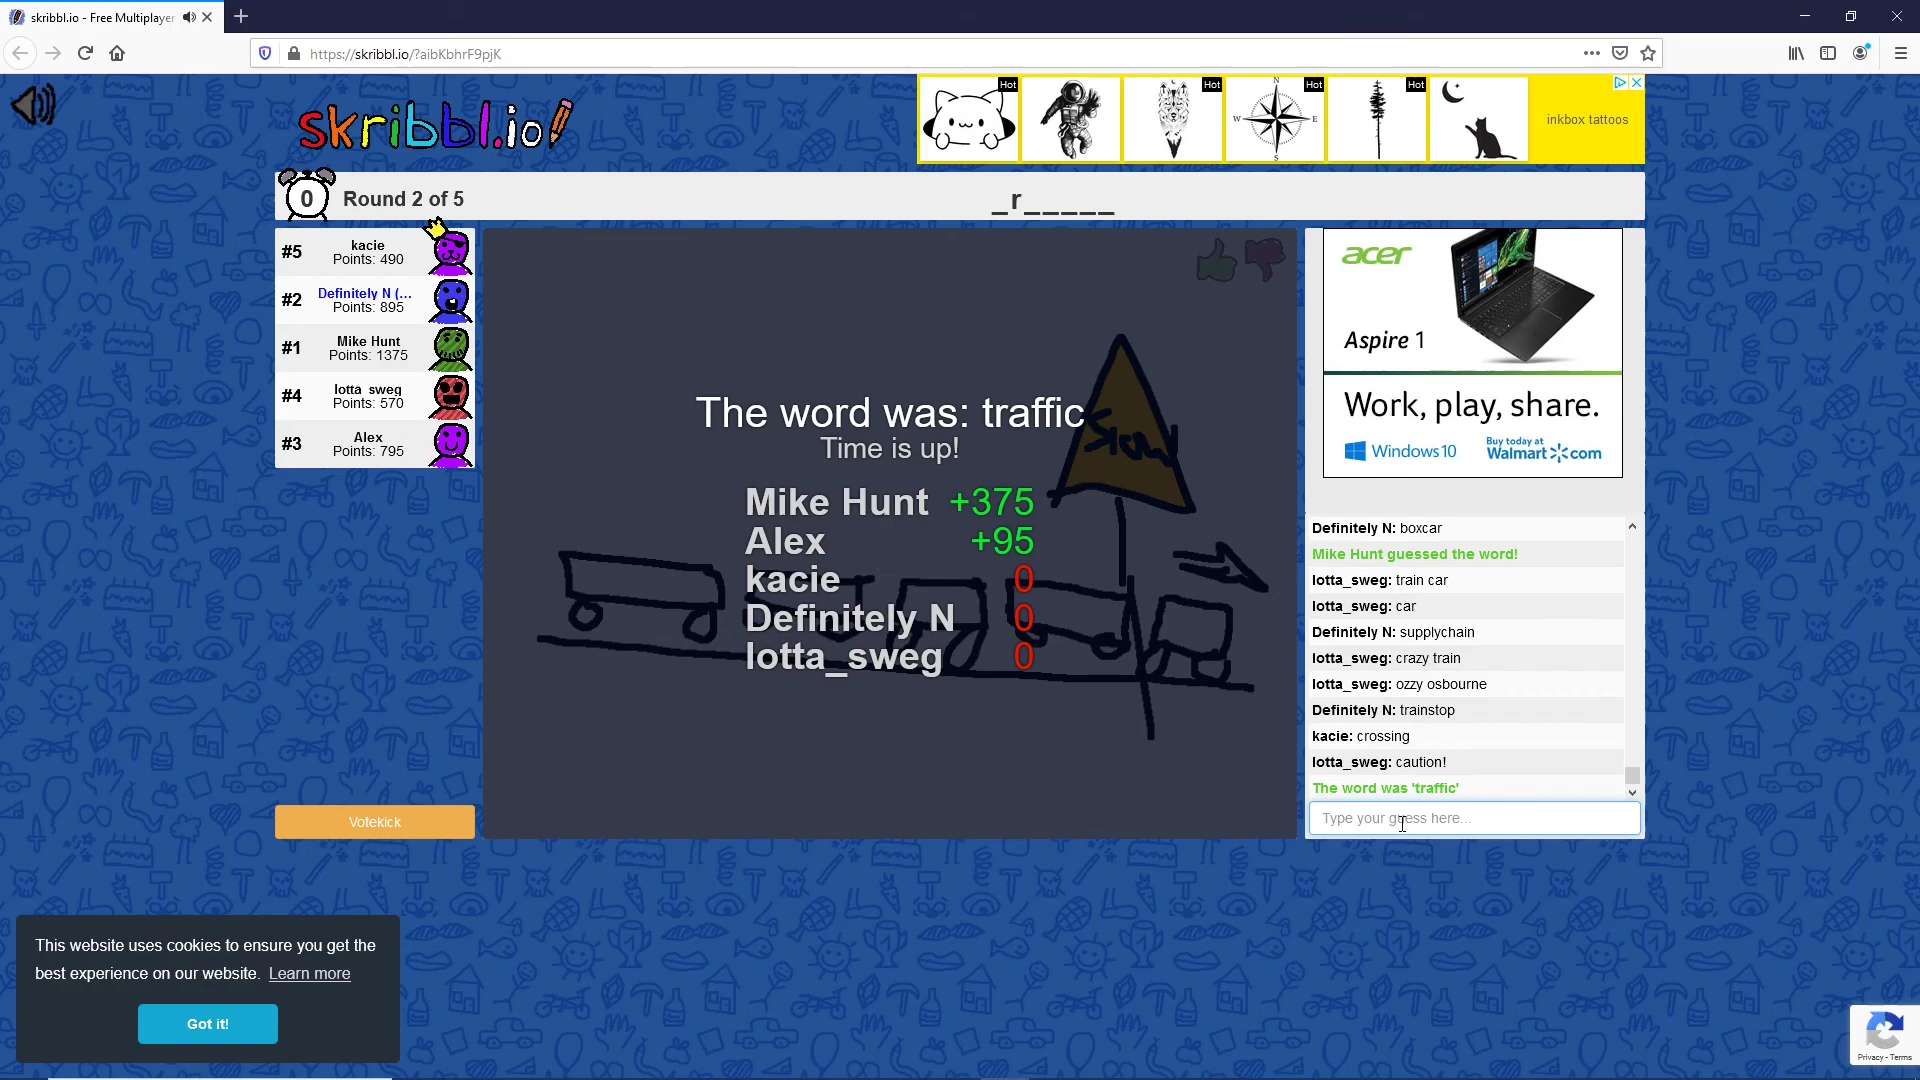 skribbl.io - Free Multiplayer
https://skribbl.io/?aibKbhrF9pjK
skribbl.io
Hot
Hot
Hot
Hot
N
W
E
S
inkbox tattoos
0
Round 2 of 5
_r_____
#5
kacie
Points: 490
#2
Definitely N (...
Points: 895
#1
Mike Hunt
Points: 1375
#4
lotta_sweg
Points: 570
#3
Alex
Points: 795
Votekick
The word was: traffic
Time is up!
Mike Hunt +375
Alex +95
kacie 0
Definitely N 0
lotta_sweg 0
acer
Aspire 1
Work, play, share.
Windows10
Buy today at
Walmart.com
Definitely N: boxcar
Mike Hunt guessed the word!
lotta_sweg: train car
lotta_sweg: car
Definitely N: supplychain
lotta_sweg: crazy train
lotta_sweg: ozzy osbourne
Definitely N: trainstop
kacie: crossing
lotta_sweg: caution!
The word was 'traffic'
Type your guess here...
This website uses cookies to ensure you get the
best experience on our website. Learn more
Got it!
Privacy - Terms